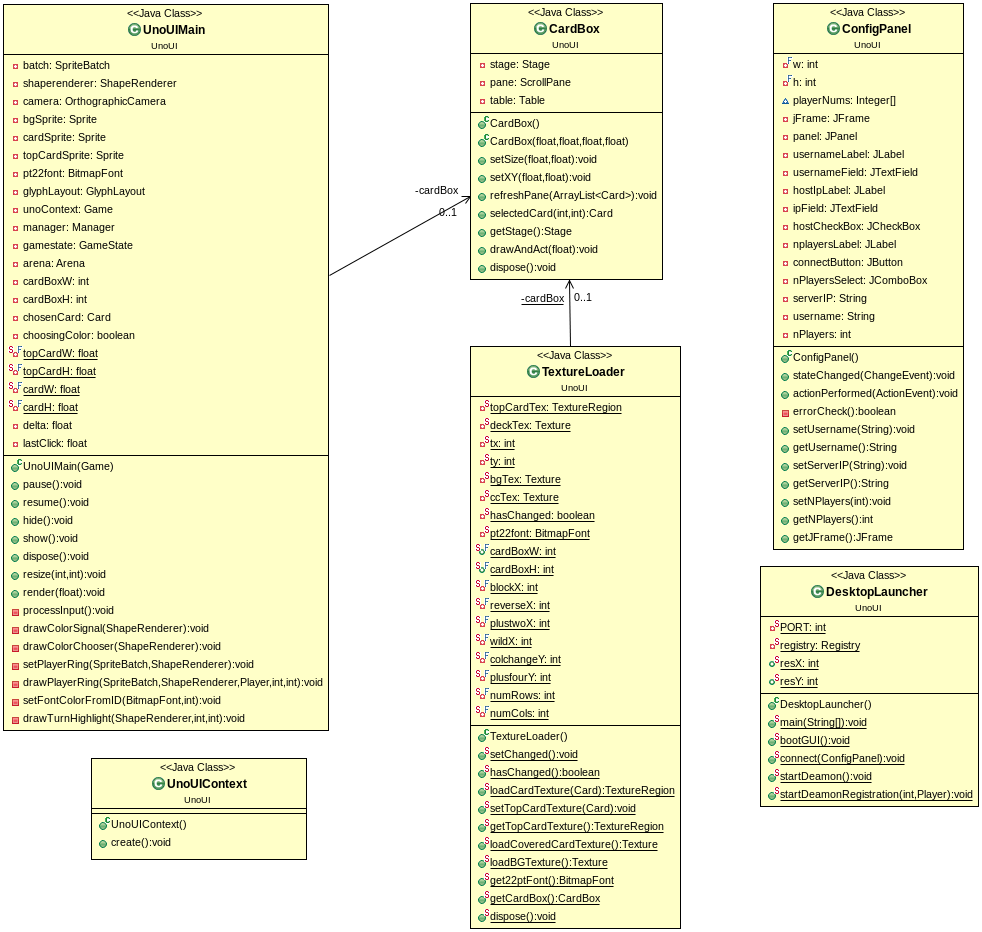 <<Java Class>>
UnoUIMain
UnoUI
batch: SpriteBatch
shaperenderer: ShapeRenderer
camera: OrthographicCamera
bgSprite: Sprite
cardSprite: Sprite
topCardSprite: Sprite
pt22font: BitmapFont
glyphLayout: GlyphLayout
unoContext: Game
manager: Manager
gamestate: GameState
arena: Arena
cardBoxW: int
cardBoxH: int
chosenCard: Card
choosingColor: boolean
topCardW: float
topCardH: float
cardW: float
cardH: float
delta: float
lastClick: float
UnoUIMain(Game)
pause():void
resume():void
hide():void
show():void
dispose():void
resize(int,int):void
render(float):void
processInput():void
drawColorSignal(ShapeRenderer):void
drawColorChooser(ShapeRenderer):void
setPlayerRing(SpriteBatch,ShapeRenderer):void
drawPlayerRing(SpriteBatch,ShapeRenderer,Player,int,int):void
setFontColorFromID(BitmapFont,int):void
drawTurnHighlight(ShapeRenderer,int,int):void
<<Java Class>>
UnoUIContext
UnoUI
UnoUIContext()
create():void
-cardBox
0..1
<<Java Class>>
CardBox
UnoUI
stage: Stage
pane: ScrollPane
table: Table
CardBox()
CardBox(float,float,float,float)
setSize(float,float):void
setXY(float,float):void
refreshPane(ArrayList<Card>):void
selectedCard(int,int):Card
getStage():Stage
drawAndAct(float):void
dispose():void
-cardBox
0..1
<<Java Class>>
TextureLoader
UnoUI
topCardTex: TextureRegion
deckTex: Texture
tx: int
ty: int
bgTex: Texture
ccTex: Texture
hasChanged: boolean
pt22font: BitmapFont
cardBoxW: int
cardBoxH: int
blockX: int
reverseX: int
plustwoX: int
wildX: int
colchangeY: int
plusfourY: int
numRows: int
numCols: int
TextureLoader()
setChanged():void
hasChanged():boolean
loadCardTexture(Card):TextureRegion
setTopCardTexture(Card):void
getTopCardTexture():TextureRegion
loadCoveredCardTexture():Texture
loadBGTexture():Texture
get22ptFont():BitmapFont
getCardBox():CardBox
dispose():void
<<Java Class>>
ConfigPanel
UnoUI
w: int
h: int
playerNums: Integer[]
jFrame: JFrame
panel: JPanel
usernameLabel: JLabel
usernameField: JTextField
hostIpLabel: JLabel
ipField: JTextField
hostCheckBox: JCheckBox
nplayersLabel: JLabel
connectButton: JButton
nPlayersSelect: JComboBox
serverIP: String
username: String
nPlayers: int
ConfigPanel()
stateChanged(ChangeEvent):void
actionPerformed(ActionEvent):void
errorCheck():boolean
setUsername(String):void
getUsername():String
setServerIP(String):void
getServerIP():String
setNPlayers(int):void
getNPlayers():int
getJFrame():JFrame
<<Java Class>>
DesktopLauncher
UnoUI
PORT: int
registry: Registry
resX: int
resY: int
DesktopLauncher()
main(String[]):void
bootGUI():void
connect(ConfigPanel):void
startDeamon():void
startDeamonRegistration(int,Player):void